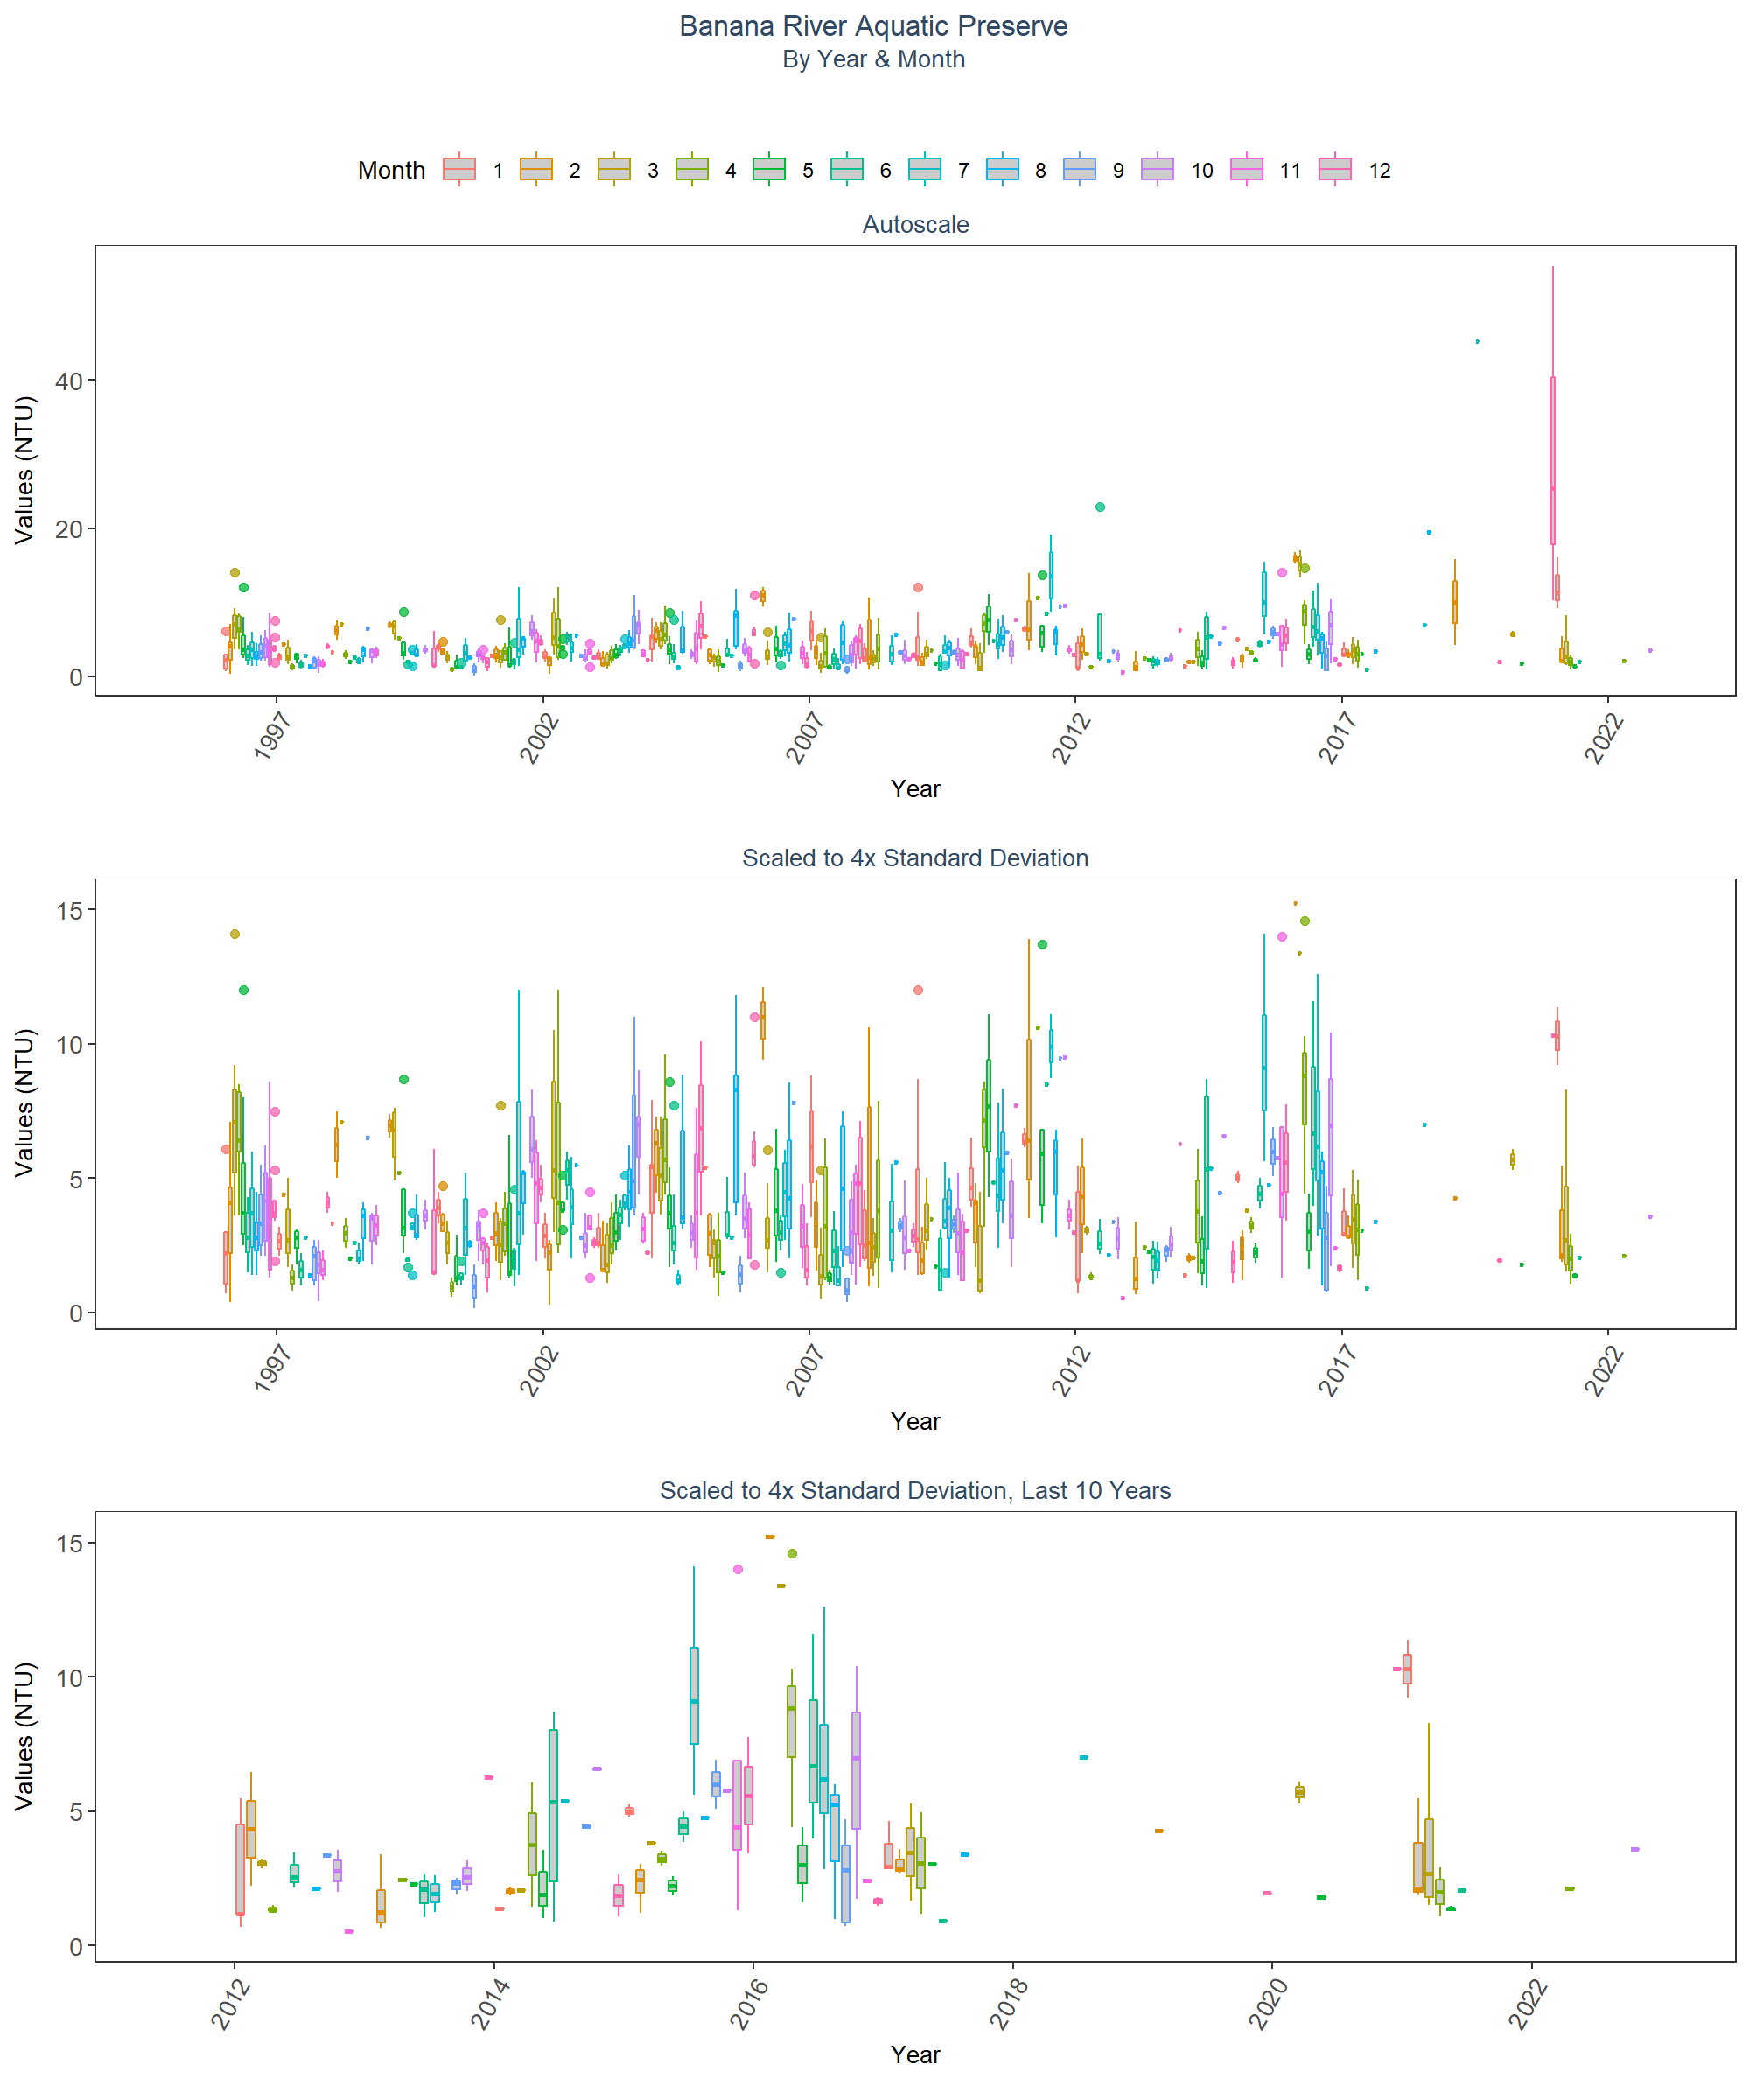 Banana River Aquatic Preserve
By Year & Month
Month 1 2 3 4 5 6 7 8 9 10 11 12
Autoscale
Values (NTU)
40
20
0
1997 2002 2007 2012 2017 2022
Year
Scaled to 4x Standard Deviation
Values (NTU)
15
10
5
0
1997 2002 2007 2012 2017 2022
Year
Scaled to 4x Standard Deviation, Last 10 Years
Values (NTU)
15
10
5
0
2012 2014 2016 2018 2020 2022
Year